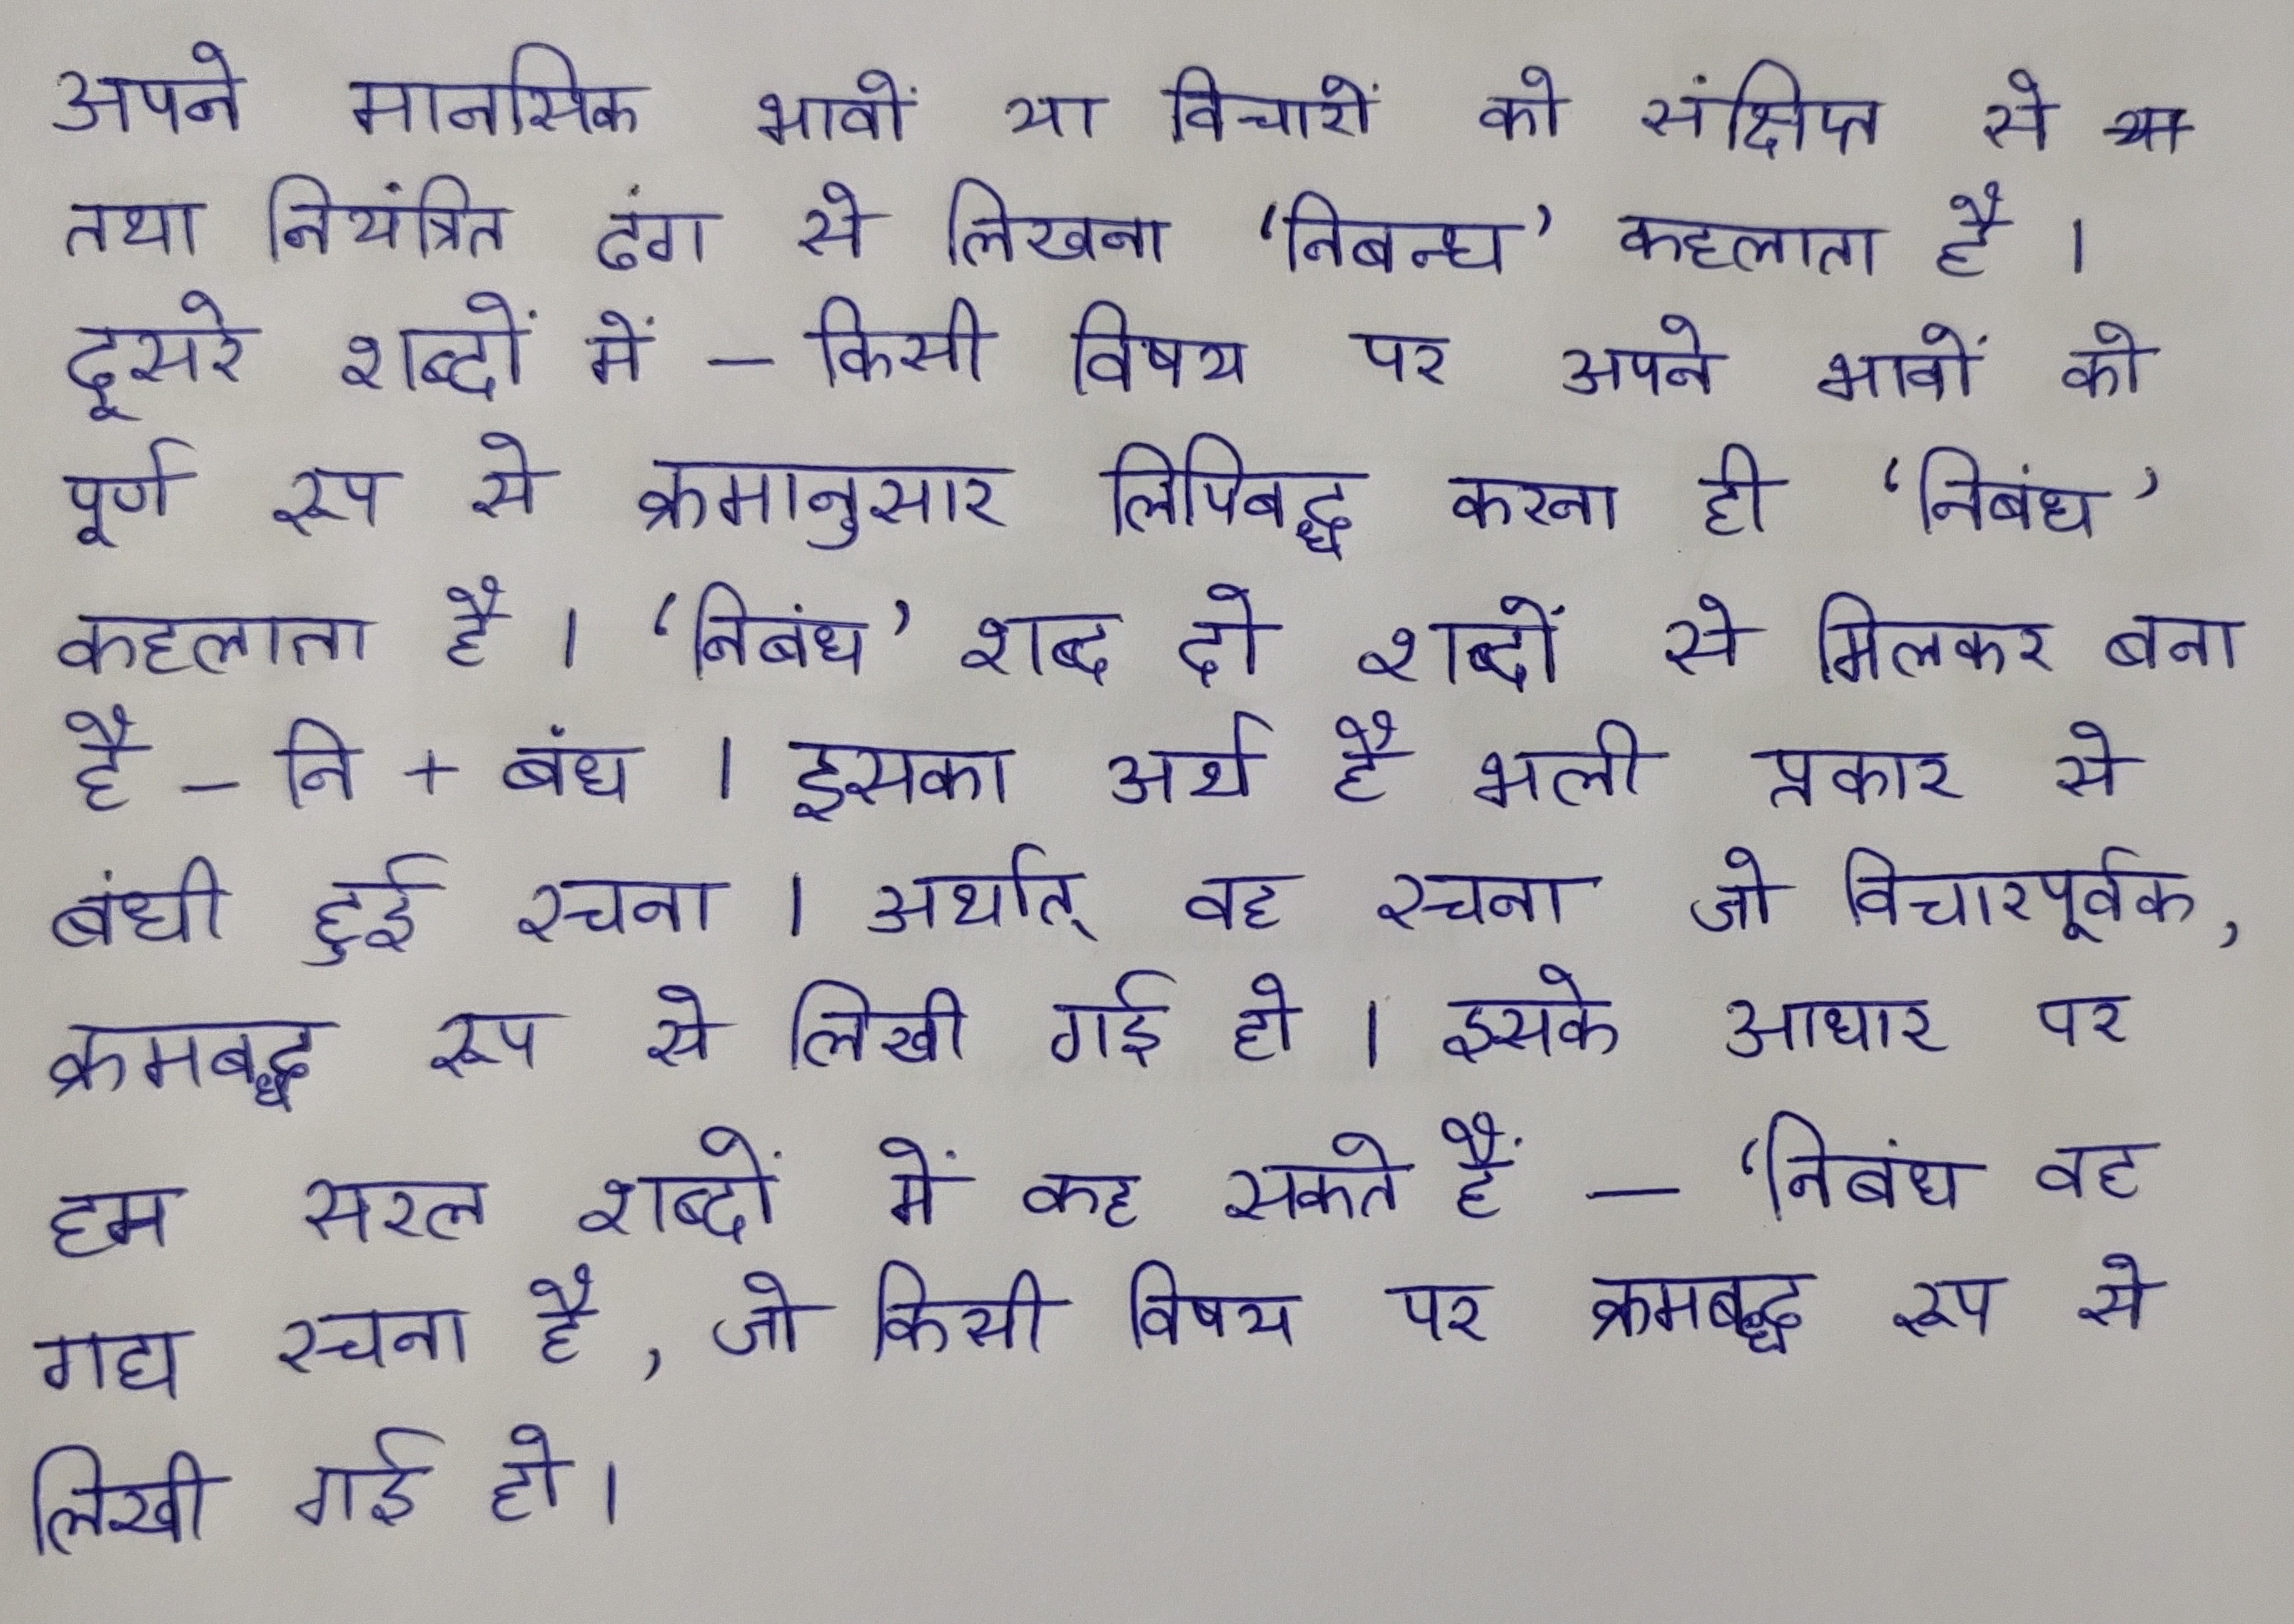 अपने मानसिक भावों या विचारों को संक्षिप्त से
तथा नियंत्रित ढंग से लिखना ‘निबन्ध’ कहलाता है ।
दूसरे शब्दों में – किसी विषय पर अपने भावों को
पूर्ण रूप से क्रमानुसार लिपिबद्ध करना ही ‘निबंध’
कहलाता है । ‘निबंध’ शब्द दो शब्दों से मिलकर बना
है – नि + बंध । इसका अर्थ है भली प्रकार से
बंधी हुई रचना । अर्थात् वह रचना जो विचारपूर्वक,
क्रमबद्ध रूप से लिखी गई हो । इसके आधार पर
हम सरल शब्दों में कह सकते हैं – ‘निबंध वह
गद्य रचना है, जो किसी विषय पर क्रमबद्ध रूप से
लिखी गई हो।